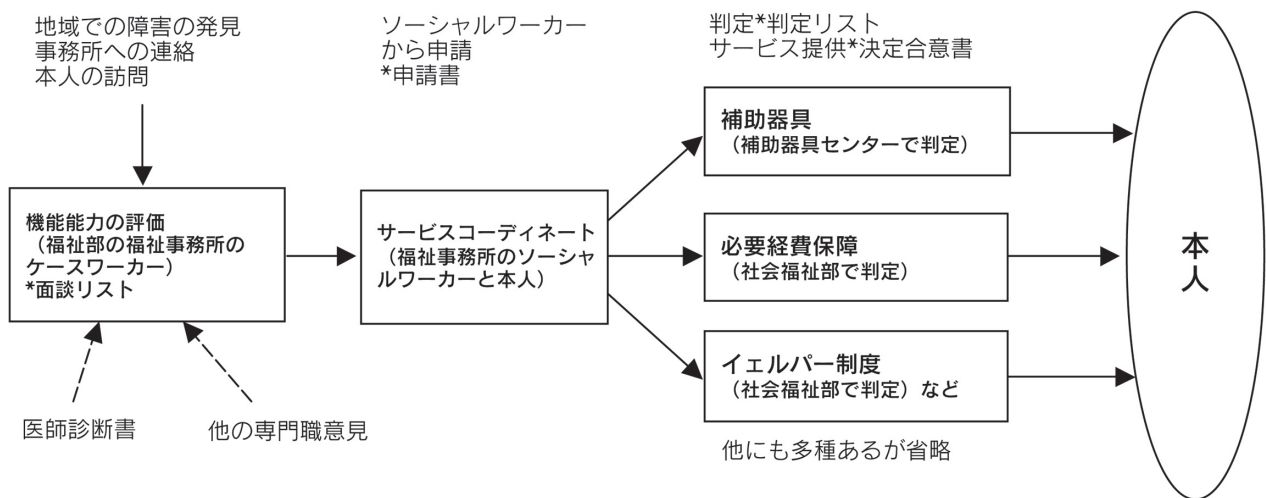 地域での障害の発見
事務所への連絡
本人の訪問
ソーシャルワーカー
から申請
*申請書
判定*判定リスト
サービス提供*決定合意書
機能能力の評価
（福祉部の福祉事務所の
ケースワーカー）
*面談リスト
サービスコーディネート
（福祉事務所のソーシャ
ルワーカーと本人）
補助器具
（補助器具センターで判定）
必要経費保障
（社会福祉部で判定）
イェルパー制度
（社会福祉部で判定）など
本人
医師診断書
他の専門職意見
他にも多種あるが省略